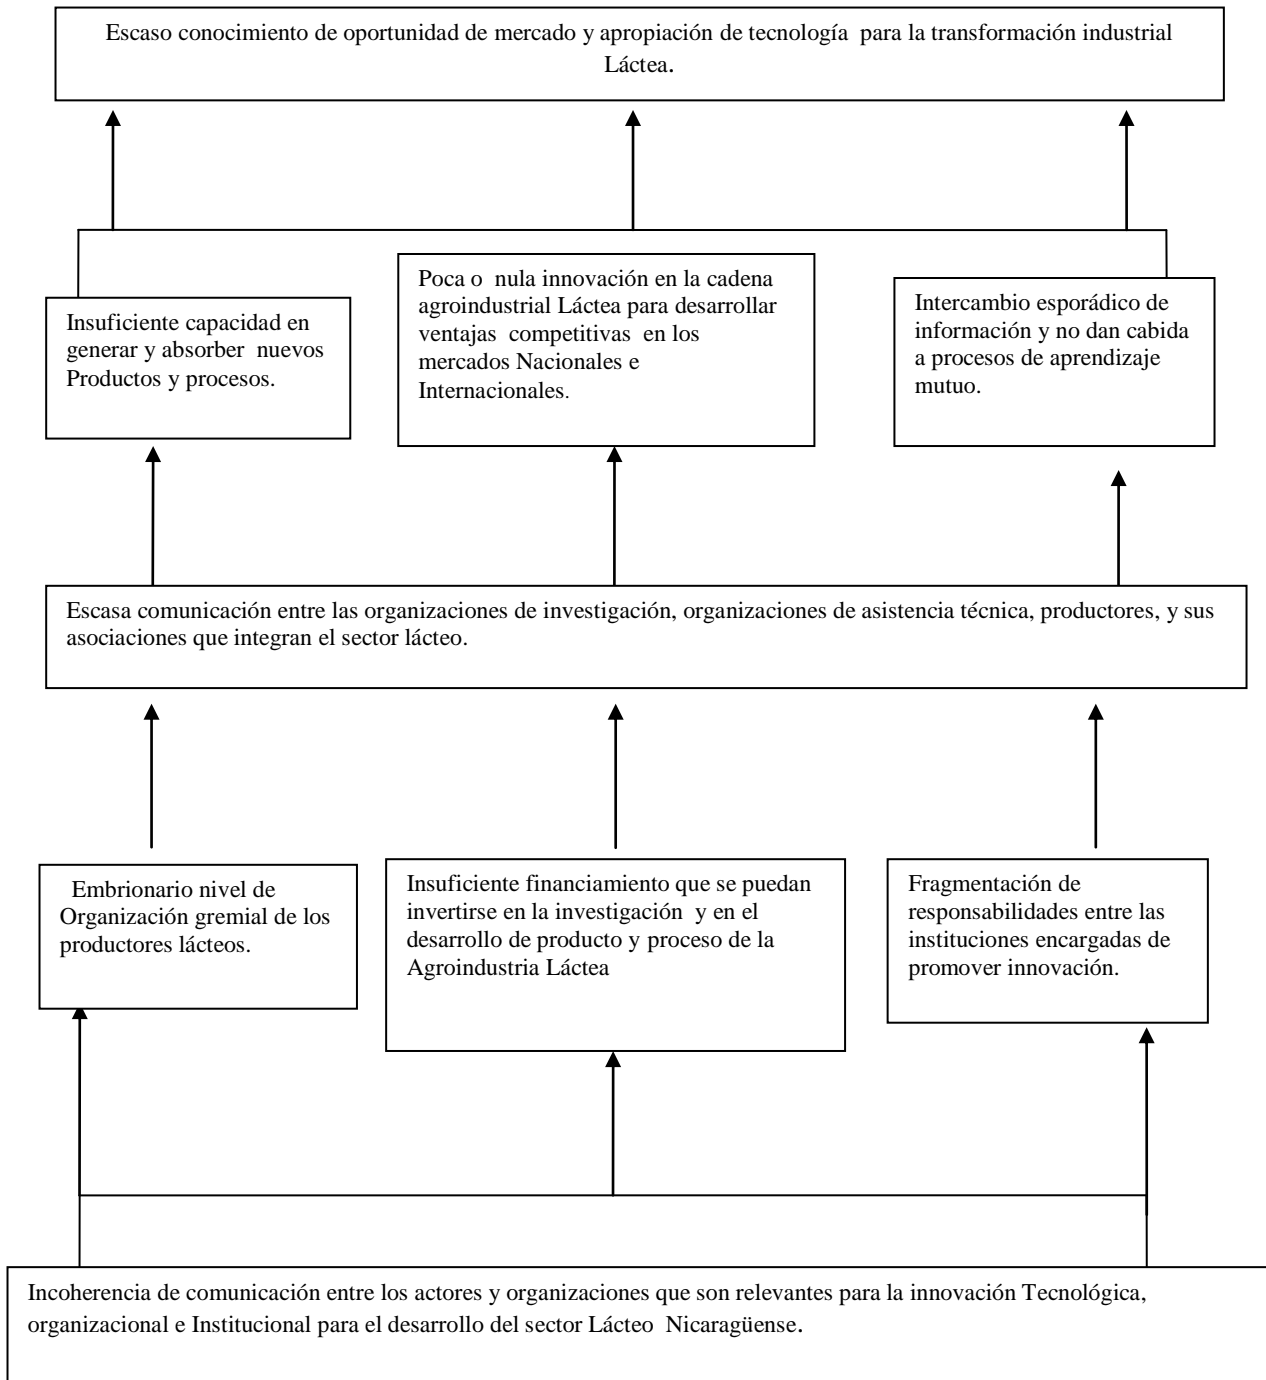 Escaso conocimiento de oportunidad de mercado y apropiación de tecnología  para la transformación industrial
Láctea.
Insuficiente capacidad en
generar y absorber  nuevos
Productos y procesos.
Poca o  nula innovación en la cadena
agroindustrial Láctea para desarrollar
ventajas  competitivas  en los
mercados Nacionales e
Internacionales.
Intercambio esporádico de
información y no dan cabida
a procesos de aprendizaje
mutuo.
Escasa comunicación entre las organizaciones de investigación, organizaciones de asistencia técnica, productores, y sus
asociaciones que integran el sector lácteo.
Embrionario nivel de
Organización gremial de los
productores lácteos.
Insuficiente financiamiento que se puedan
invertirse en la investigación  y en el
desarrollo de producto y proceso de la
Agroindustria Láctea
Fragmentación de
responsabilidades entre las
instituciones encargadas de
promover innovación.
Incoherencia de comunicación entre los actores y organizaciones que son relevantes para la innovación Tecnológica,
organizacional e Institucional para el desarrollo del sector Lácteo  Nicaragüense.